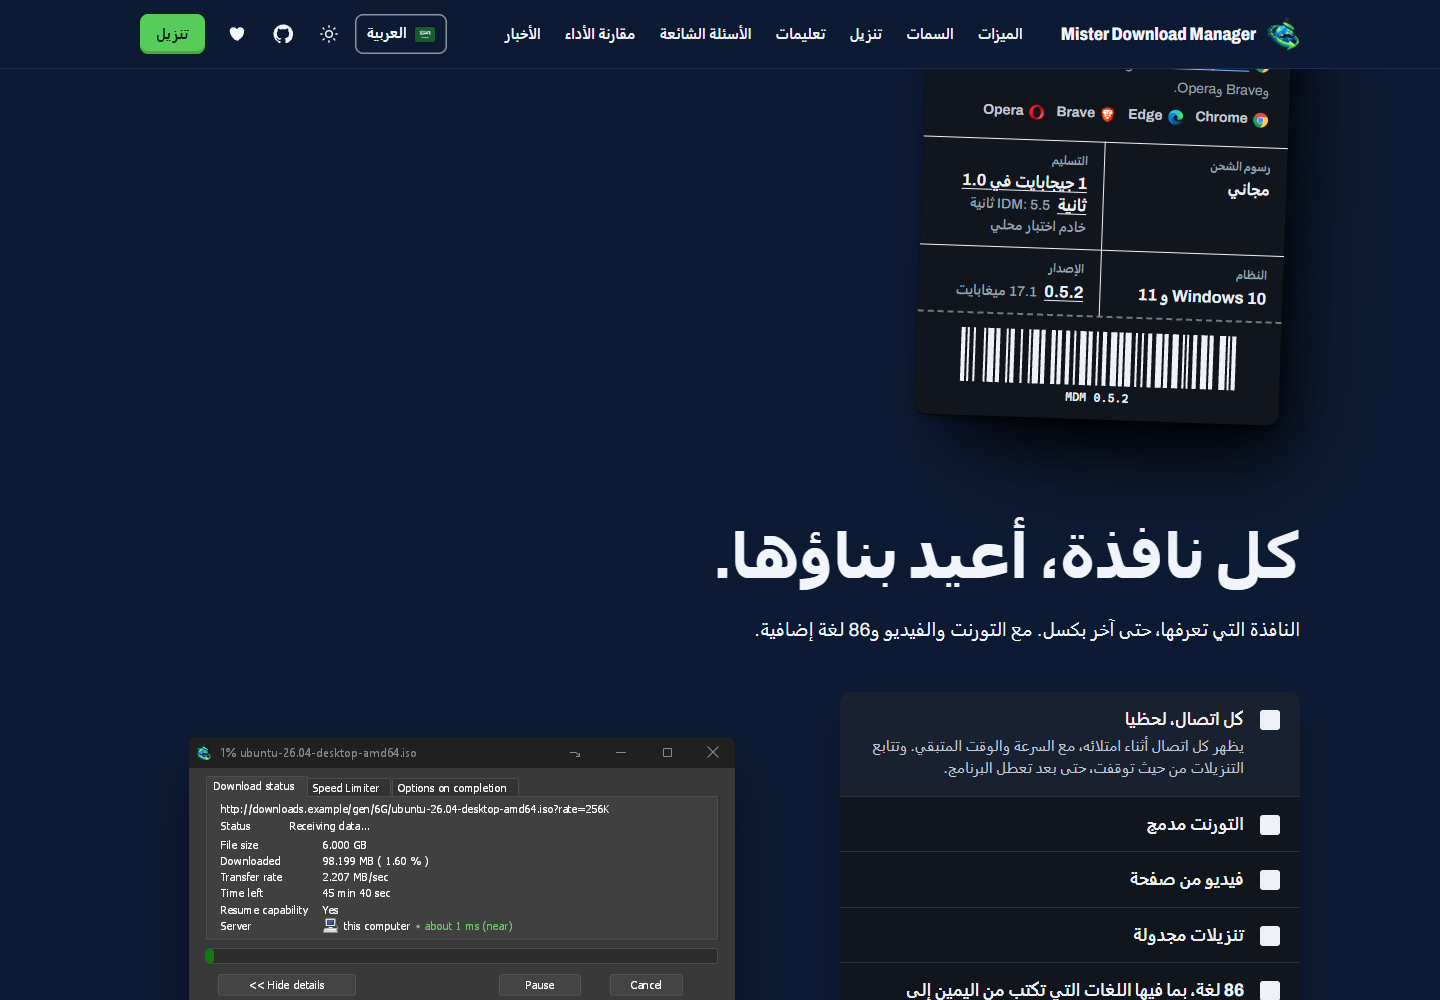 Mister Download Manager
الميزات
السمات
تنزيل
تعليمات
الأسئلة الشائعة
مقارنة الأداء
الأخبار
العربية
تنزيل
وBrave وOpera.
Chrome Edge Brave Opera
رسوم الشحن
مجاني
التسليم
1 جيجابايت في 1.0
ثانية IDM: 5.5 ثانية
خادم اختبار محلي
النظام
Windows 10 و 11
الإصدار
0.5.2 17.1 ميغابايت
MDM 0.5.2
كل نافذة، أعيد بناؤها.
النافذة التي تعرفها، حتى آخر بكسل. مع التورنت والفيديو و86 لغة إضافية.
كل اتصال، لحظيا
يظهر كل اتصال أثناء امتلائه، مع السرعة والوقت المتبقي. وتتابع
التنزيلات من حيث توقفت، حتى بعد تعطل البرنامج.
التورنت مدمج
فيديو من صفحة
تنزيلات مجدولة
86 لغة، بما فيها اللغات التي تكتب من اليمين إلى
1% ubuntu-26.04-desktop-amd64.iso
Download status
Speed Limiter
Options on completion
http://downloads.example/gen/6G/ubuntu-26.04-desktop-amd64.iso?rate=256K
Status Receiving data...
File size 6.000 GB
Downloaded 98.199 MB ( 1.60 % )
Transfer rate 2.207 MB/sec
Time left 45 min 40 sec
Resume capability Yes
Server this computer • about 1 ms (near)
<< Hide details
Pause
Cancel